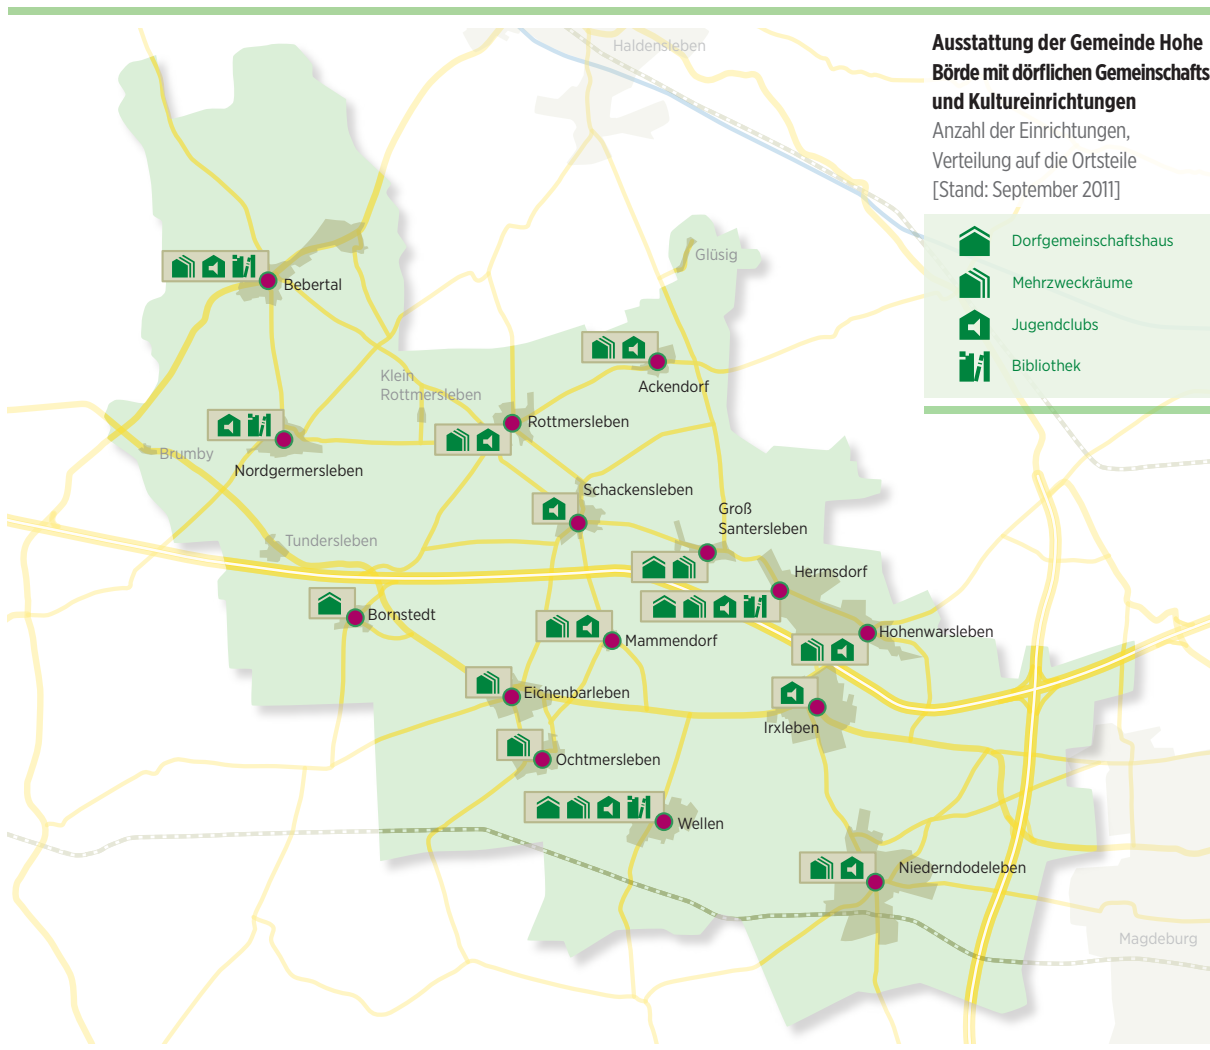 Ausstattung der Gemeinde Hohe
Börde mit dörflichen Gemeinschafts
und Kultureinrichtungen
Anzahl der Einrichtungen,
Verteilung auf die Ortsteile
[Stand: September 2011]
Dorfgemeinschaftshaus
Mehrzweckräume
Jugendclubs
Bibliothek
Haldensleben
Glüsig
Bebertal
Ackendorf
Klein
Rottmersleben
Rottmersleben
Brumby
Nordgermersleben
Schackensleben
Groß
Santersleben
Tundersleben
Hermsdorf
Bornstedt
Hohenwarsleben
Mammendorf
Eichenbarleben
Irxleben
Ochtmersleben
Wellen
Niederndodeleben
Magdeburg